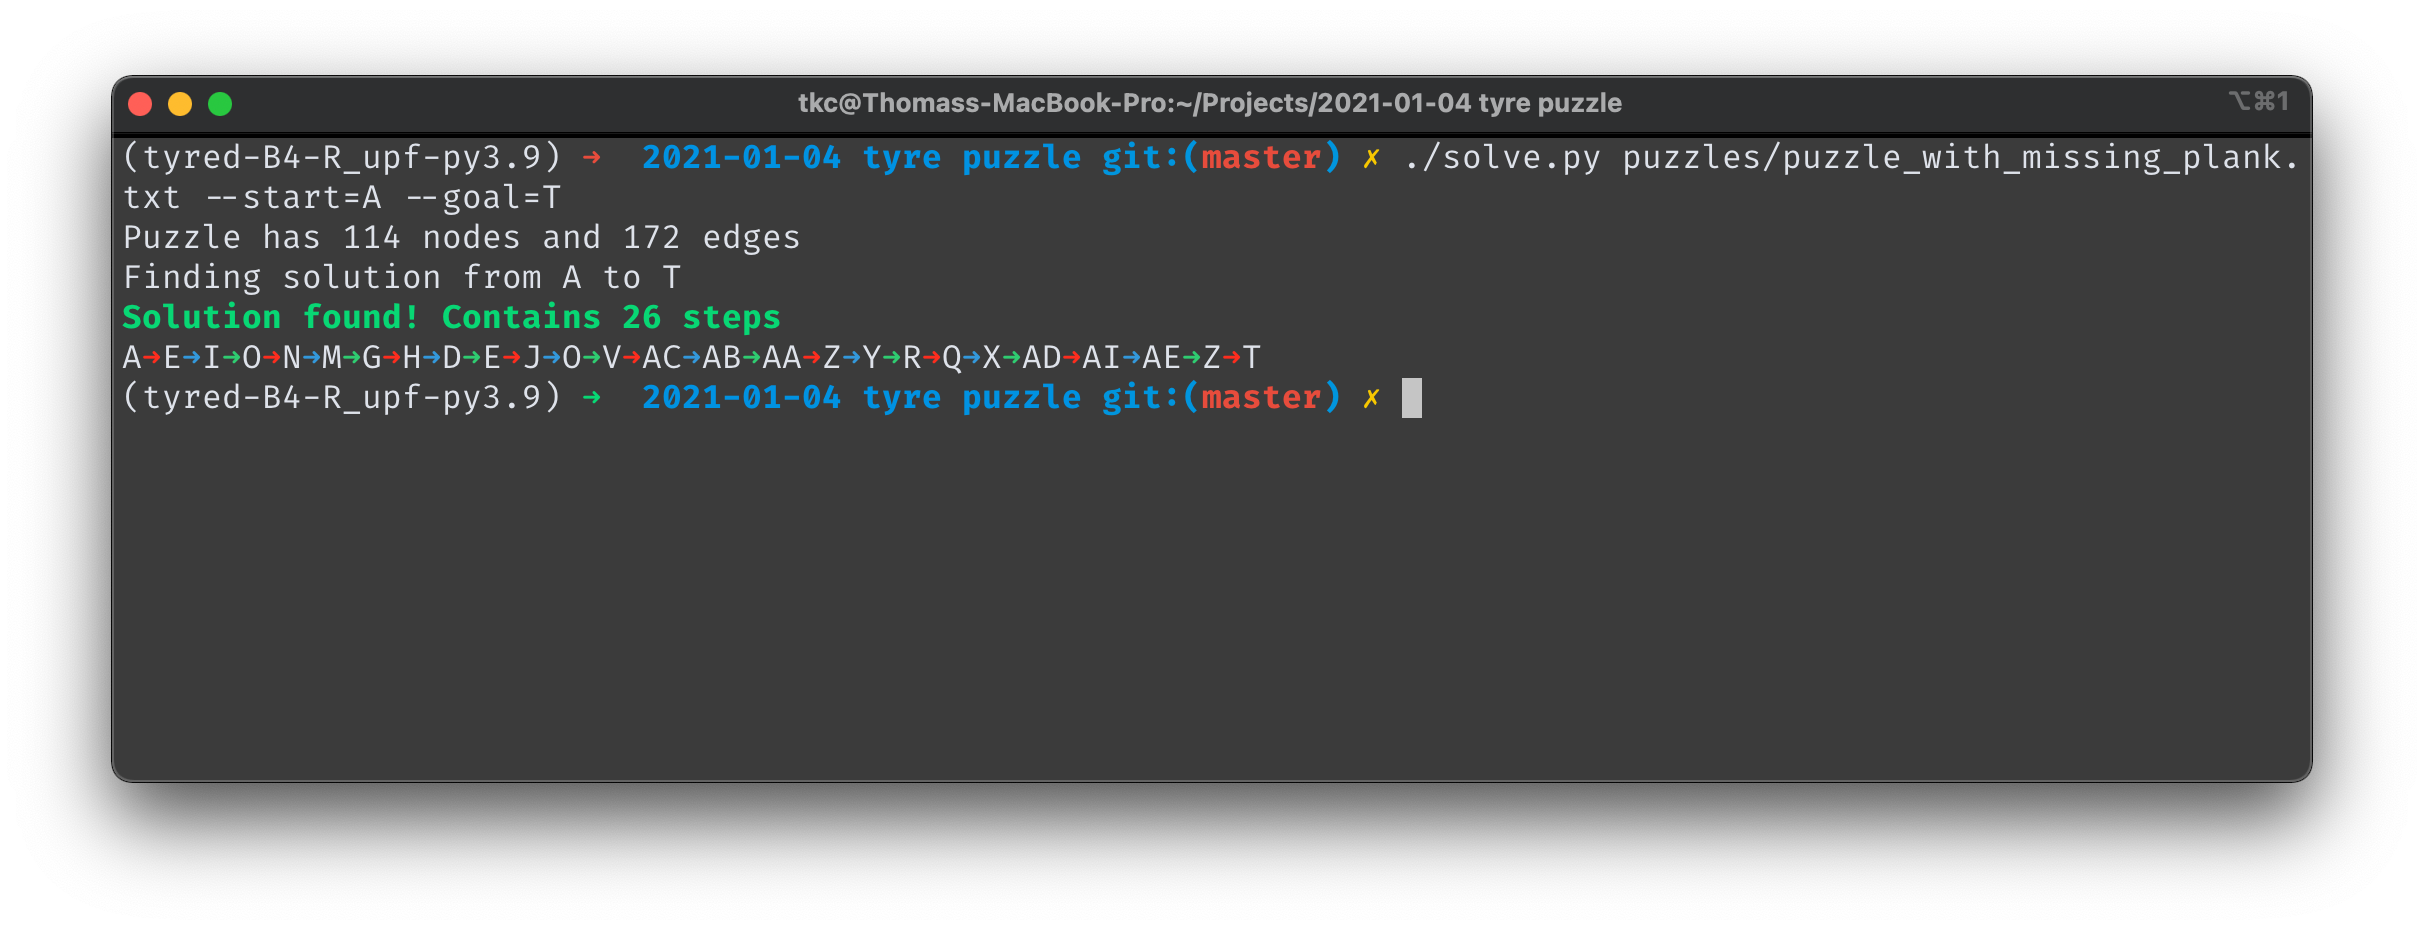 tkc@Thomass-MacBook-Pro:~/Projects/2021-01-04 tyre puzzle ⌥⌘1
(tyred-B4-R_upf-py3.9) ➜  2021-01-04 tyre puzzle git:(master) ✗ ./solve.py puzzles/puzzle_with_missing_plank.
txt --start=A --goal=T
Puzzle has 114 nodes and 172 edges
Finding solution from A to T
Solution found! Contains 26 steps
A➜E➜I➜O➜N➜M➜G➜H➜D➜E➜J➜O➜V➜AC➜AB➜AA➜Z➜Y➜R➜Q➜X➜AD➜AI➜AE➜Z➜T
(tyred-B4-R_upf-py3.9) ➜  2021-01-04 tyre puzzle git:(master) ✗